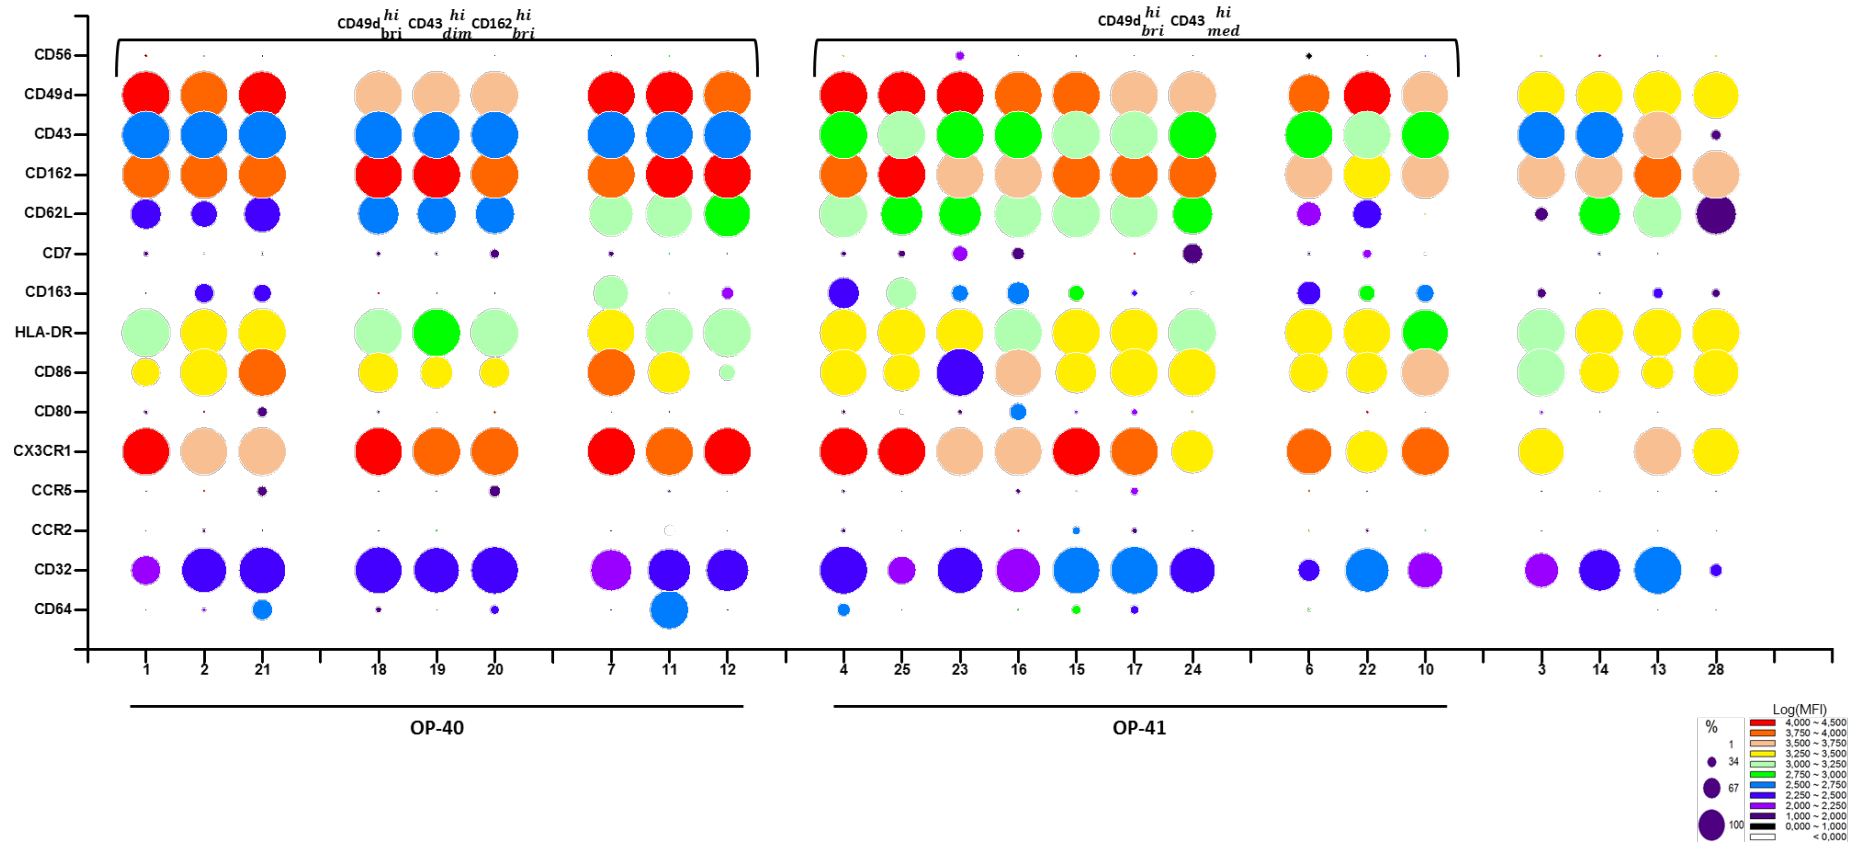 CD49d hi bri CD43 hi dim CD162 hi bri
CD49d hi bri CD43 hi med
CD56
CD49d
CD43
CD162
CD62L
CD7
CD163
HLA-DR
CD86
CD80
CX3CR1
CCR5
CCR2
CD32
CD64
1 2 21 18 19 20 7 11 12 4 25 23 16 15 17 24 6 22 10 3 14 13 28
OP-40 OP-41
Log(MFI)
%
1
34
67
100
4,000 ~ 4,500
3,750 ~ 4,000
3,500 ~ 3,750
3,250 ~ 3,500
3,000 ~ 3,250
2,750 ~ 3,000
2,500 ~ 2,750
2,250 ~ 2,500
2,000 ~ 2,250
1,000 ~ 2,000
0,000 ~ 1,000
< 0,000